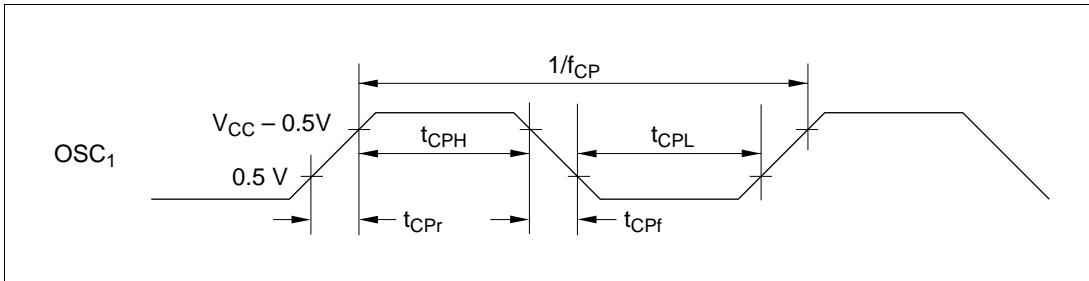 1/fCP
VCC – 0.5V
tCPH
tCPL
OSC1
0.5 V
tCPr
tCPf